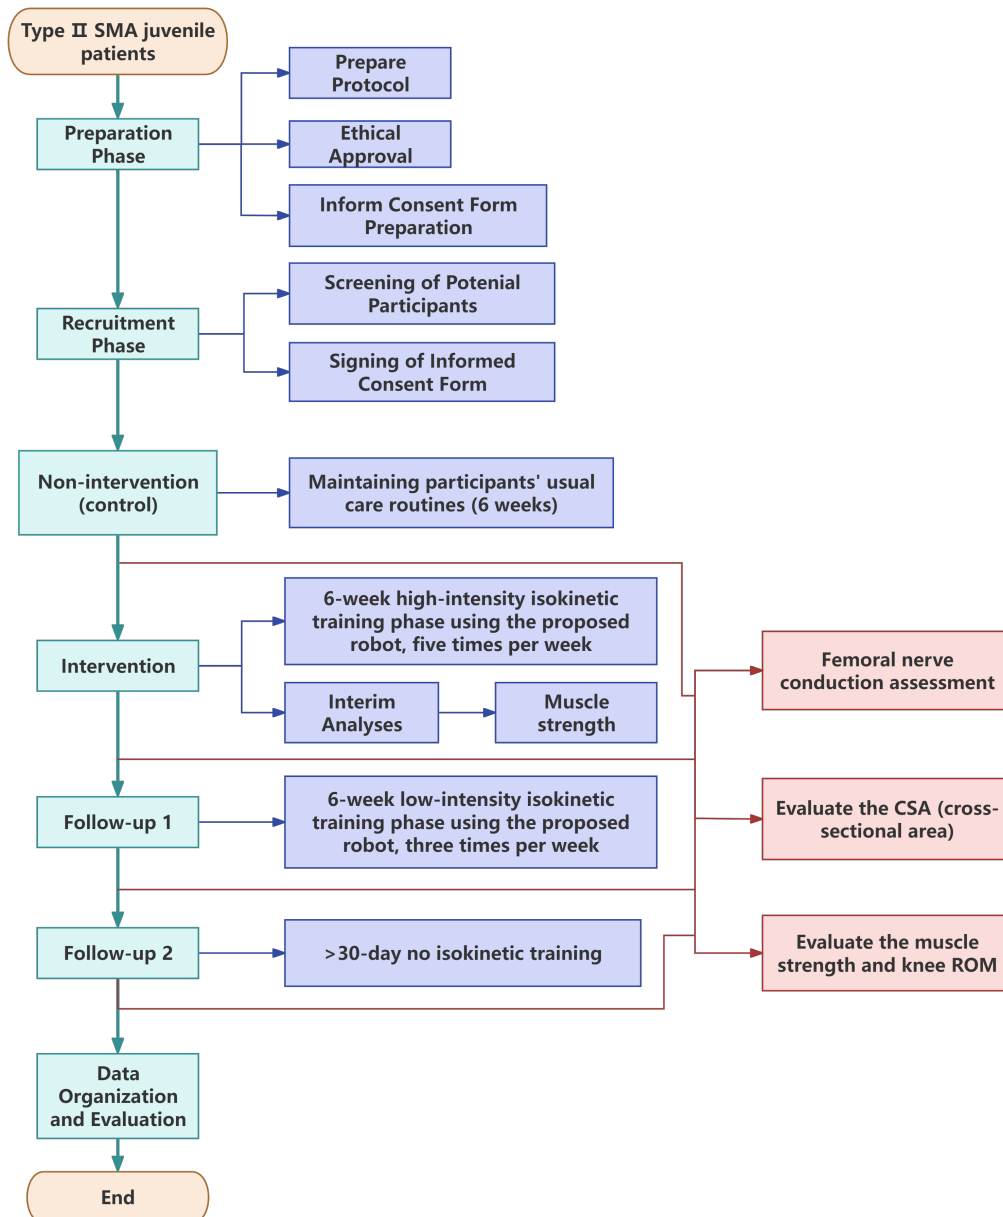 Type Ⅱ SMA juvenile
patients
Prepare
Protocol
Preparation
Phase
Ethical
Approval
Inform Consent Form
Preparation
Screening of Potenial
Participants
Recruitment
Phase
Signing of Informed
Consent Form
Non-intervention
(control)
Maintaining participants' usual
care routines (6 weeks)
6-week high-intensity isokinetic
training phase using the proposed
robot, five times per week
Intervention
Interim
Analyses
Muscle
strength
Femoral nerve
conduction assessment
Follow-up 1
6-week low-intensity isokinetic
training phase using the proposed
robot, three times per week
Evaluate the CSA (cross-
sectional area)
Follow-up 2
>30-day no isokinetic training
Evaluate the muscle
strength and knee ROM
Data
Organization
and Evaluation
End